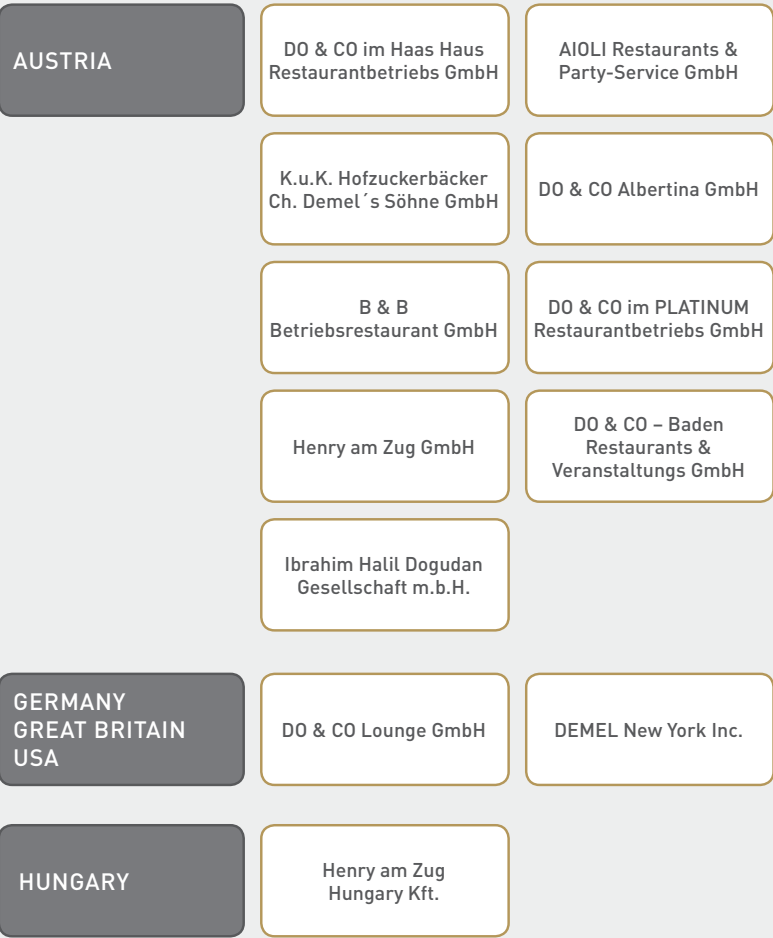 AUSTRIA
DO & CO im Haas Haus
Restaurantbetriebs GmbH
AIOLI Restaurants &
Party-Service GmbH
K.u.K. Hofzuckerbäcker
Ch. Demel´s Söhne GmbH
DO & CO Albertina GmbH
B & B
Betriebsrestaurant GmbH
DO & CO im PLATINUM
Restaurantbetriebs GmbH
Henry am Zug GmbH
DO & CO – Baden
Restaurants &
Veranstaltungs GmbH
Ibrahim Halil Dogudan
Gesellschaft m.b.H.
GERMANY
GREAT BRITAIN
USA
DO & CO Lounge GmbH
DEMEL New York Inc.
HUNGARY
Henry am Zug
Hungary Kft.